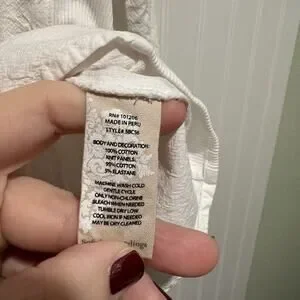 RN# 101206
MADE IN PERU
STYLE# SBC56
BODY AND DECORATION:
100% COTTON
KNIT PANELS:
95% COTTON
5% ELASTANE
MACHINE WASH COLD
GENTLE CYCLE
ONLY NON-CHLORINE
BLEACH WHEN NEEDED
TUMBLE DRY LOW
COOL IRON IF NEEDED
MAY BE DRY CLEANED